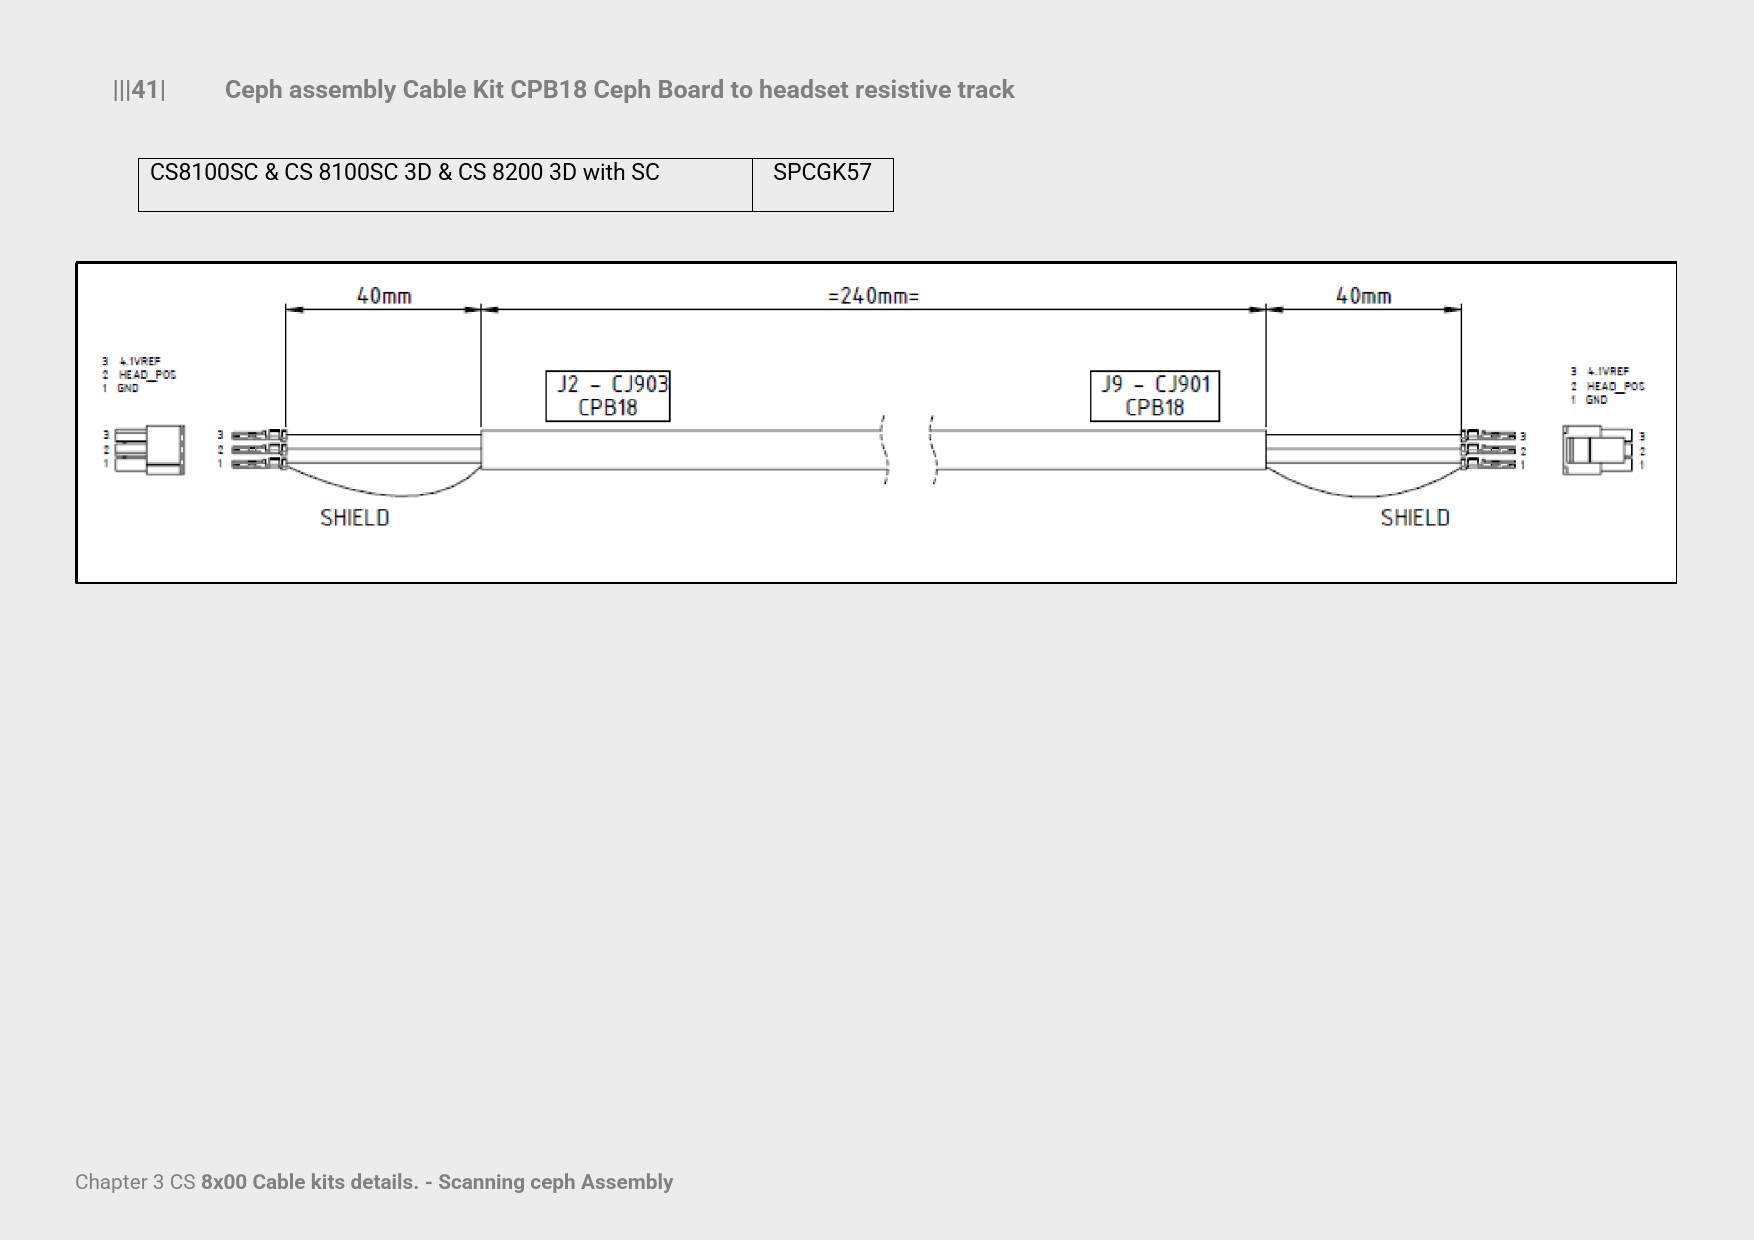 |||41| Ceph assembly Cable Kit CPB18 Ceph Board to headset resistive track
CS8100SC & CS 8100SC 3D & CS 8200 3D with SC SPCGK57
40mm =240mm= 40mm
3 4.1VREF
2 HEAD_POS
1 GND
J2 - CJ903
CPB18
J9 - CJ901
CPB18
3 4.1VREF
2 HEAD_POS
1 GND
3 3 3 3
2 2 2 2
1 1 1 1
SHIELD SHIELD
Chapter 3 CS 8x00 Cable kits details. - Scanning ceph Assembly